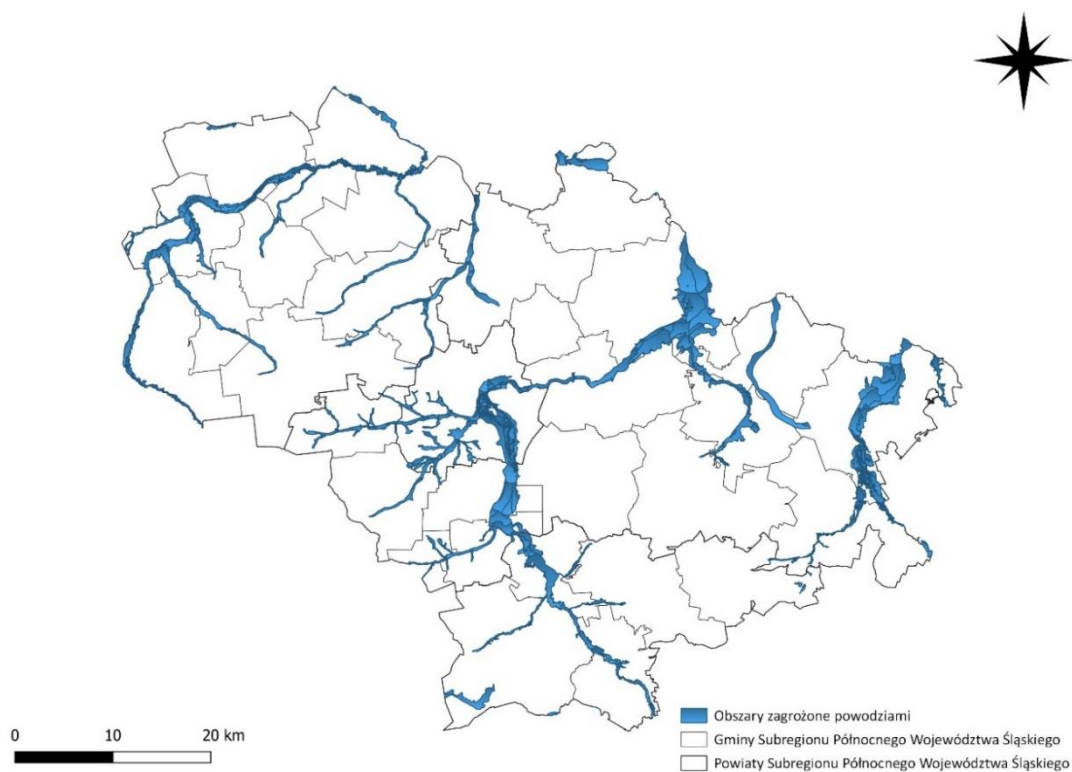 Obszary zagrożone powodziami
Gminy Subregionu Północnego Województwa Śląskiego
Powiaty Subregionu Północnego Województwa Śląskiego
0 10 20 km